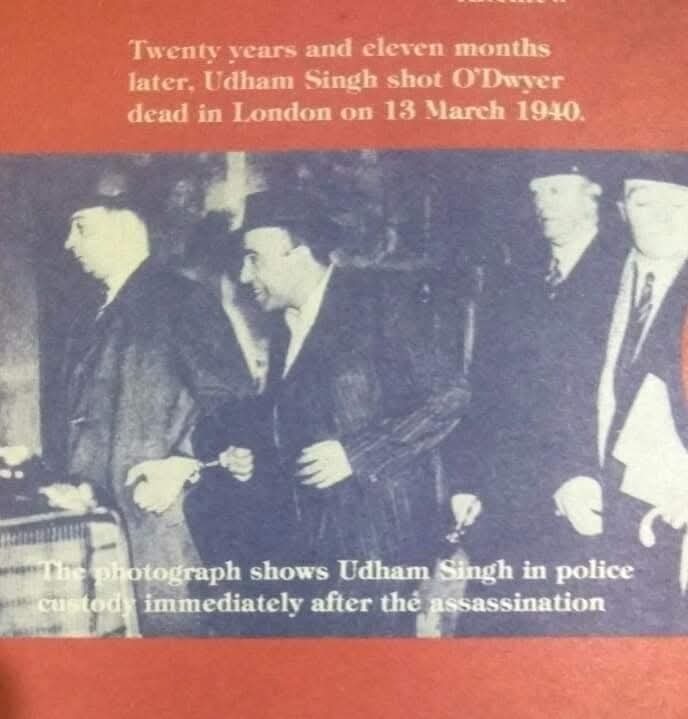 Twenty years and eleven months
later, Udham Singh shot O'Dwyer
dead in London on 13 March 1940.
The photograph shows Udham Singh in police
custody immediately after the assassination